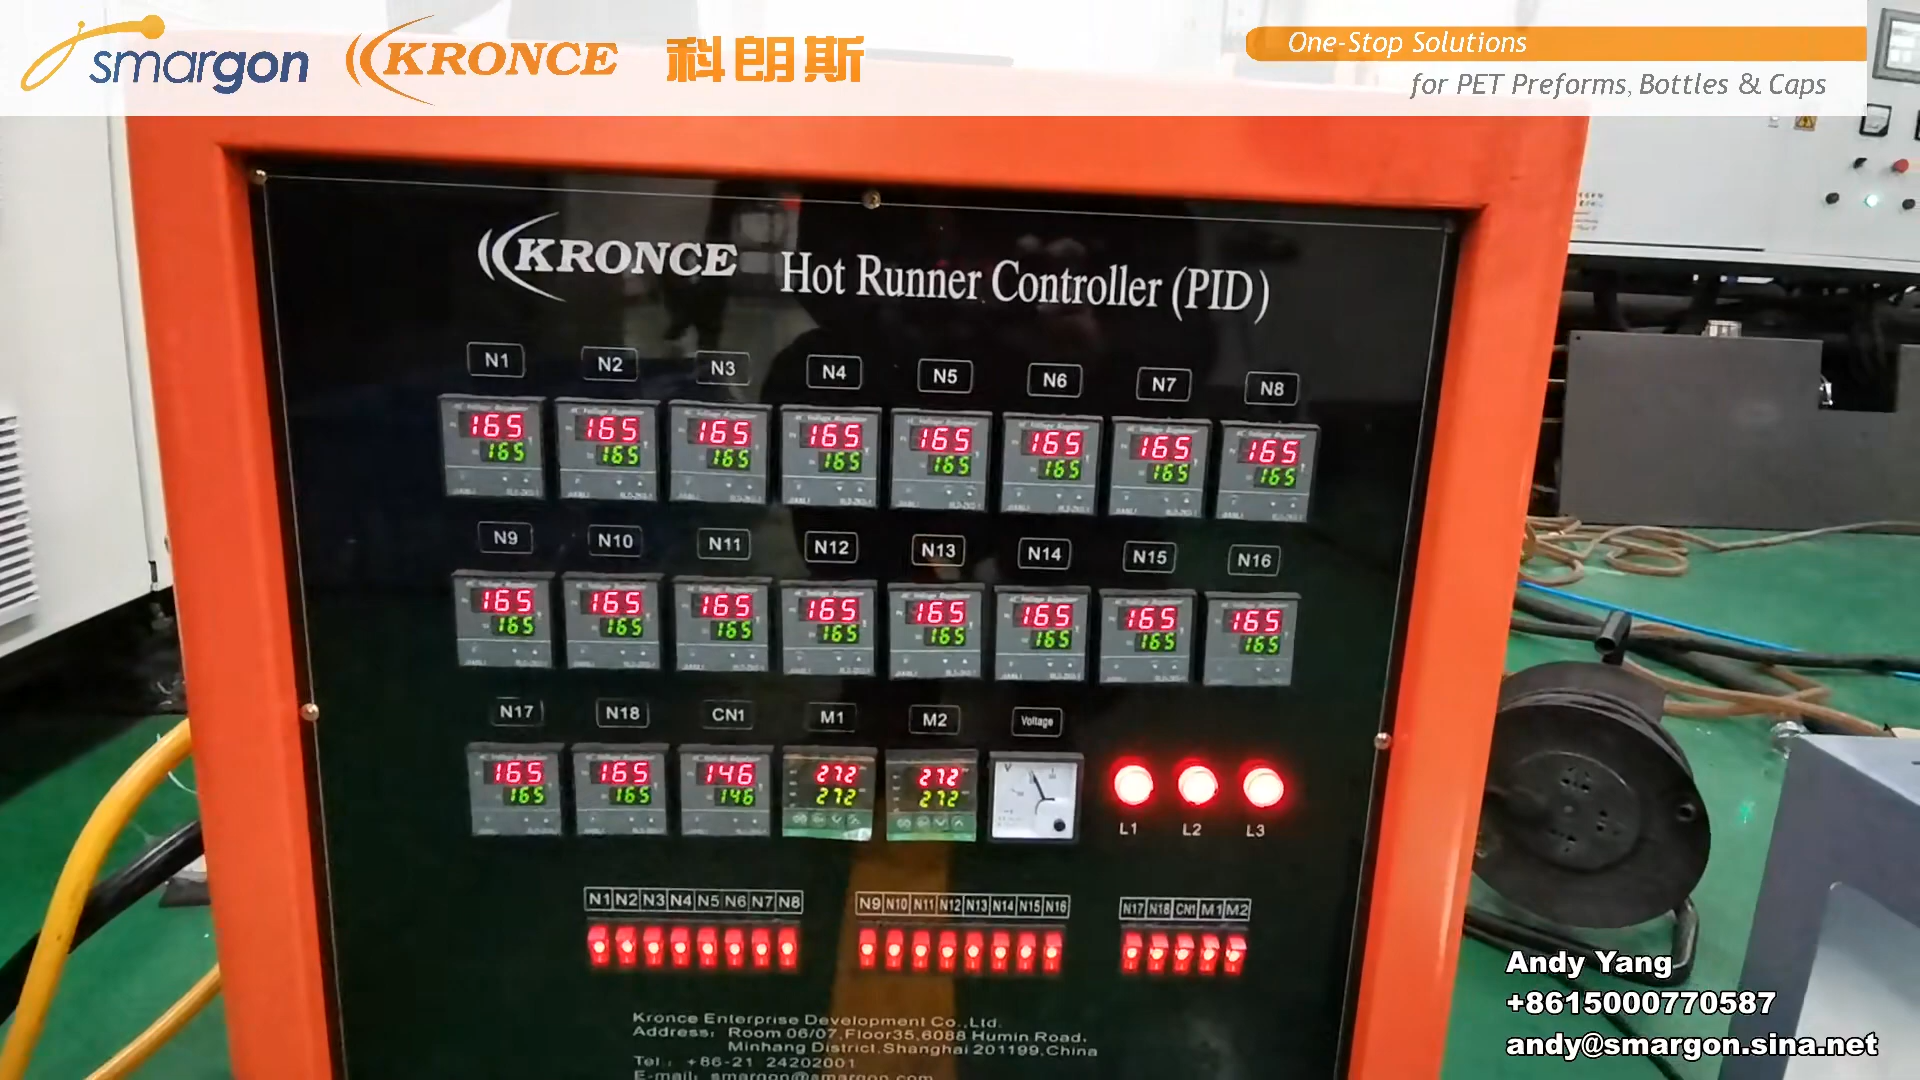 smargon KRONCE 科朗斯
One-Stop Solutions
for PET Preforms, Bottles & Caps
KRONCE Hot Runner Controller (PID)
N1 N2 N3 N4 N5 N6 N7 N8
165 165 165 165 165 165 165 165
165 165 165 165 165 165 165 165
N9 N10 N11 N12 N13 N14 N15 N16
165 165 165 165 165 165 165 165
165 165 165 165 165 165 165 165
N17 N18 CN1 M1 M2 Voltage
165 165 146 272 272
165 165 146 272 272
V
L1 L2 L3
N1 N2 N3 N4 N5 N6 N7 N8 N9 N10 N11 N12 N13 N14 N15 N16 N17 N18 CN1 M1 M2
Kronce Enterprise Development Co.,Ltd.
Address: Room 06/07,Floor35,6088 Humin Road,
Minhang District,Shanghai 201199,China
Tel: +86-21 24202001
E-mail: smargon@smargon.com
Andy Yang
+8615000770587
andy@smargon.sina.net